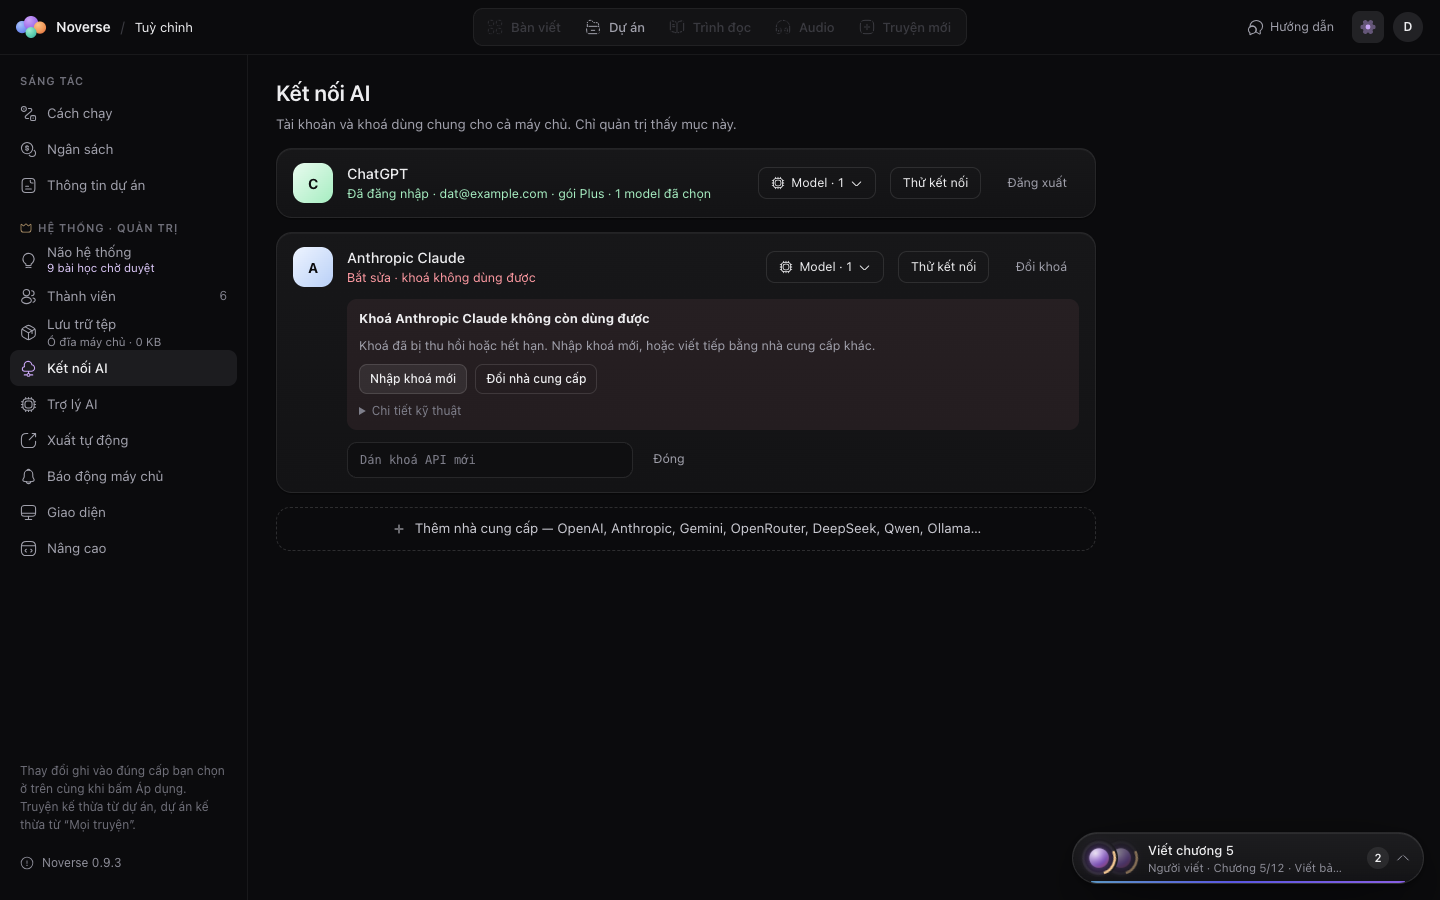 Noverse / Tuỳ chỉnh
Bàn viết
Dự án
Trình đọc
Audio
Truyện mới
Hướng dẫn
D
SÁNG TÁC
Cách chạy
Ngân sách
Thông tin dự án
HỆ THỐNG · QUẢN TRỊ
Não hệ thống
9 bài học chờ duyệt
Thành viên 6
Lưu trữ tệp
Ổ đĩa máy chủ · 0 KB
Kết nối AI
Trợ lý AI
Xuất tự động
Báo động máy chủ
Giao diện
Nâng cao
Thay đổi ghi vào đúng cấp bạn chọn
ở trên cùng khi bấm Áp dụng.
Truyện kế thừa từ dự án, dự án kế
thừa từ “Mọi truyện”.
Noverse 0.9.3
Kết nối AI
Tài khoản và khoá dùng chung cho cả máy chủ. Chỉ quản trị thấy mục này.
C
ChatGPT
Đã đăng nhập · dat@example.com · gói Plus · 1 model đã chọn
Model · 1
Thử kết nối
Đăng xuất
A
Anthropic Claude
Bắt sửa · khoá không dùng được
Model · 1
Thử kết nối
Đổi khoá
Khoá Anthropic Claude không còn dùng được
Khoá đã bị thu hồi hoặc hết hạn. Nhập khoá mới, hoặc viết tiếp bằng nhà cung cấp khác.
Nhập khoá mới
Đổi nhà cung cấp
Chi tiết kỹ thuật
Dán khoá API mới
Đóng
+ Thêm nhà cung cấp — OpenAI, Anthropic, Gemini, OpenRouter, DeepSeek, Qwen, Ollama...
Viết chương 5
Người viết · Chương 5/12 · Viết bả...
2